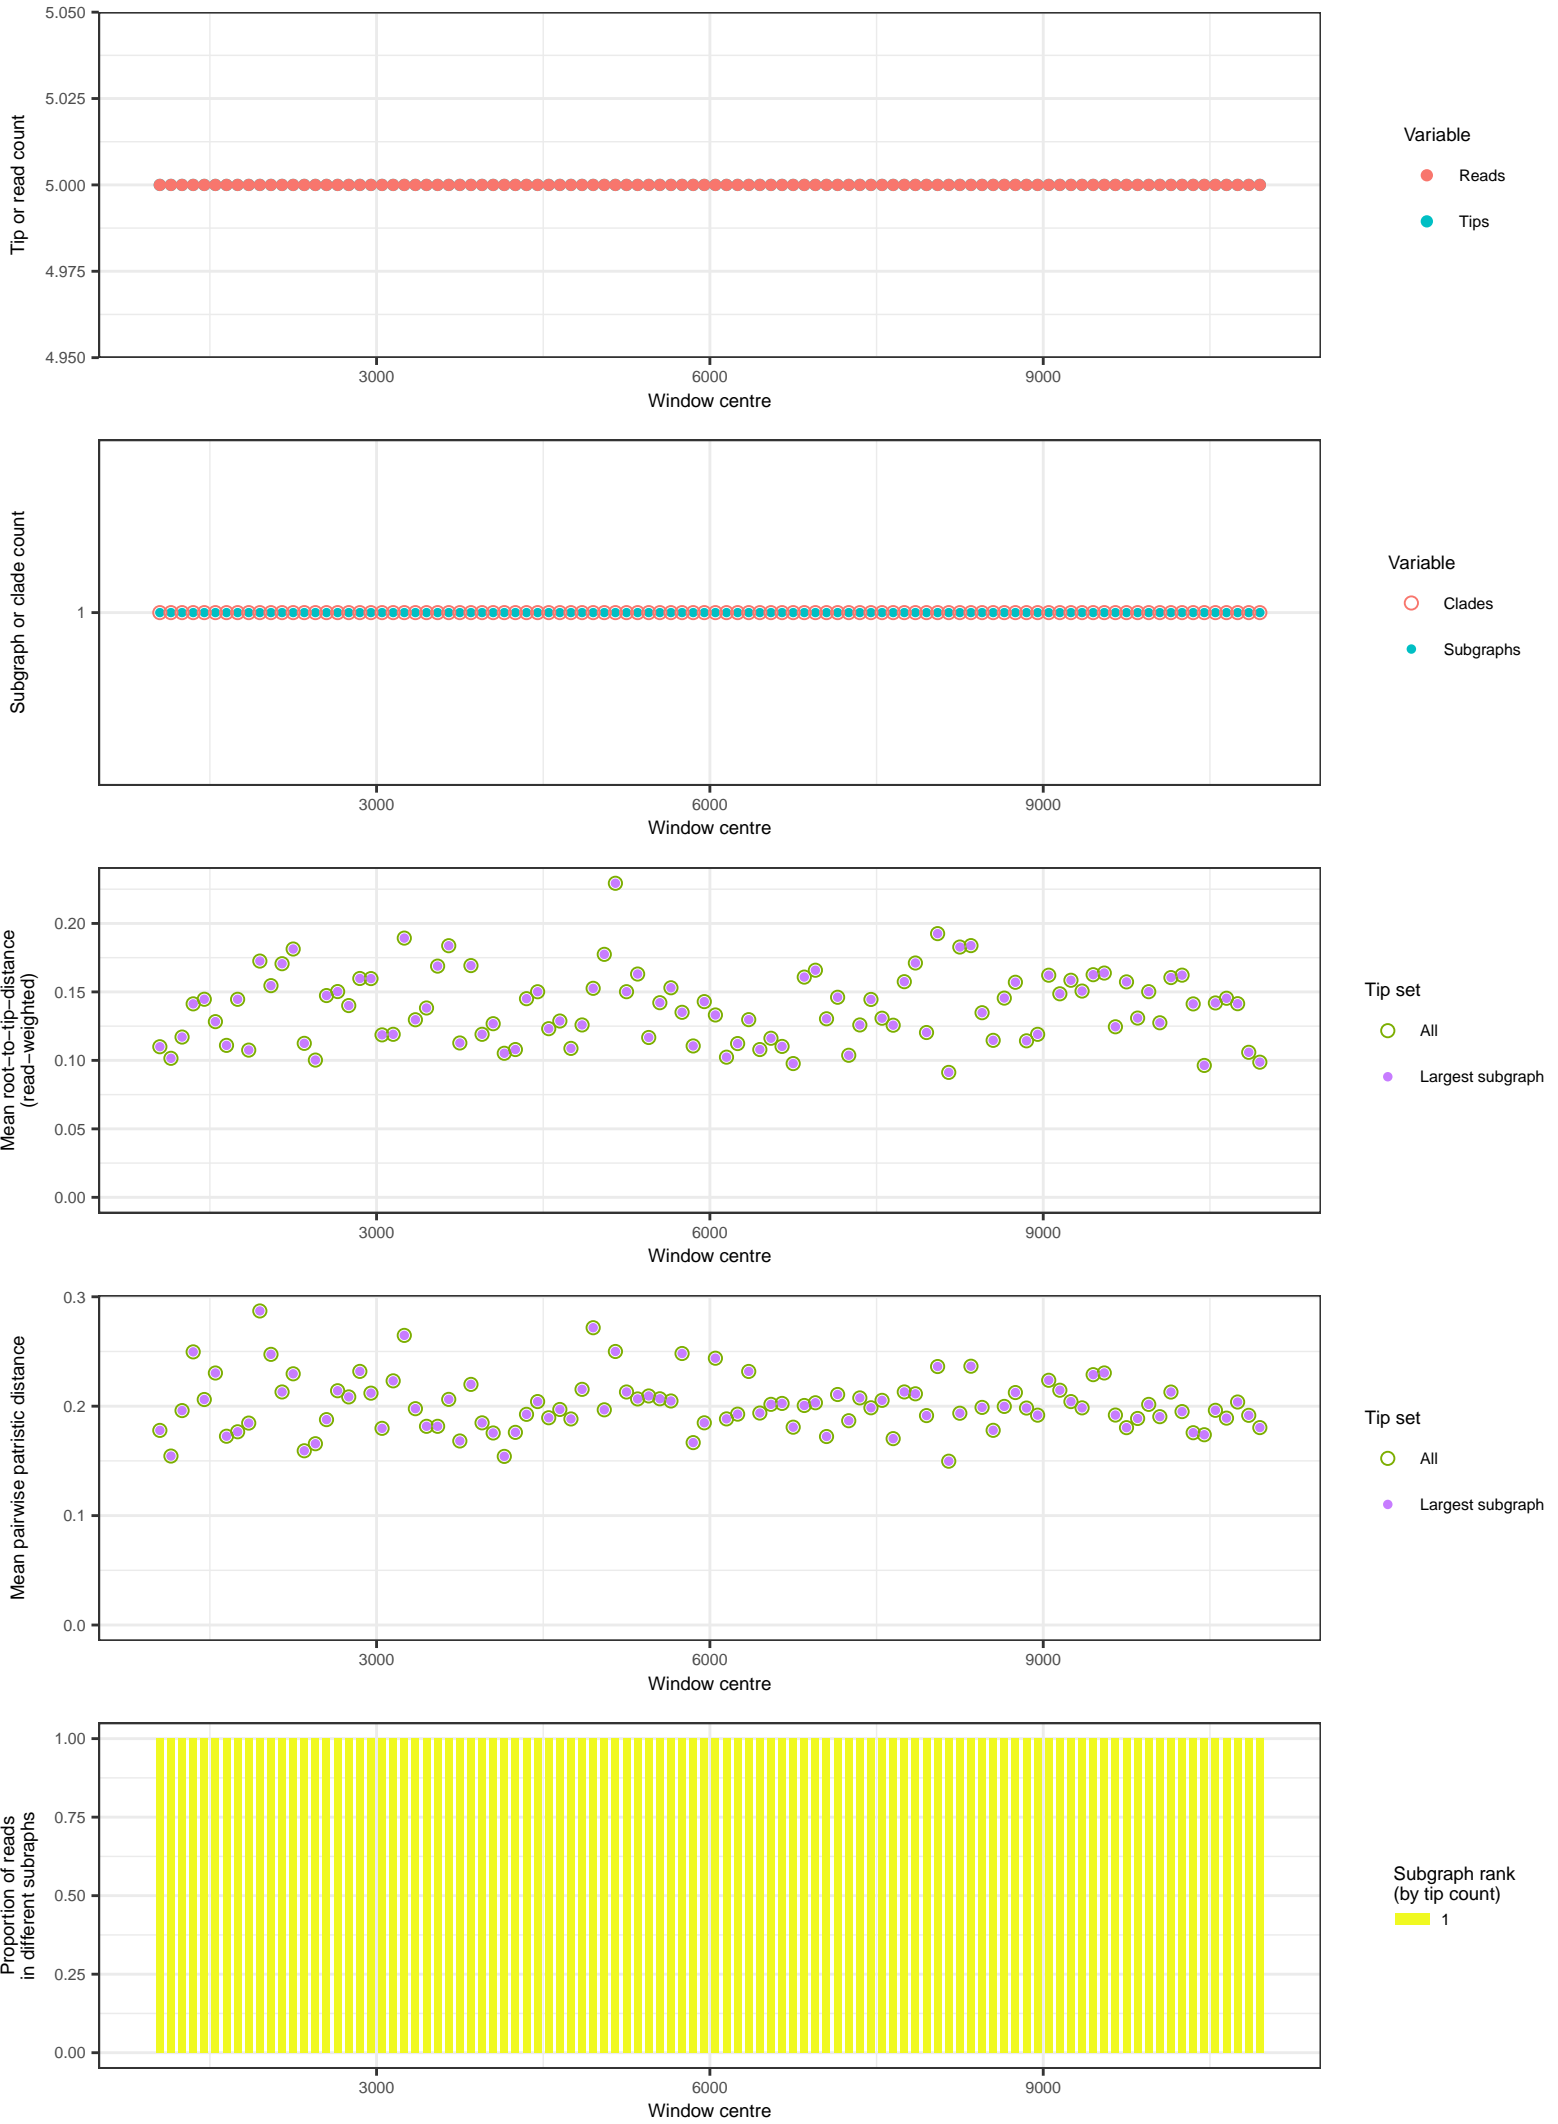 5.050
5.025
5.000
4.975
4.950
Tip or read count
3000 6000 9000
Window centre
Variable
Reads
Tips
1
Subgraph or clade count
3000 6000 9000
Window centre
Variable
Clades
Subgraphs
0.20
0.15
0.10
0.05
0.00
Mean root−to−tip−distance
(read−weighted)
3000 6000 9000
Window centre
Tip set
All
Largest subgraph
0.3
0.2
0.1
0.0
Mean pairwise patristic distance
3000 6000 9000
Window centre
Tip set
All
Largest subgraph
1.00
0.75
0.50
0.25
0.00
Proportion of reads
in different subraphs
3000 6000 9000
Window centre
Subgraph rank
(by tip count)
1